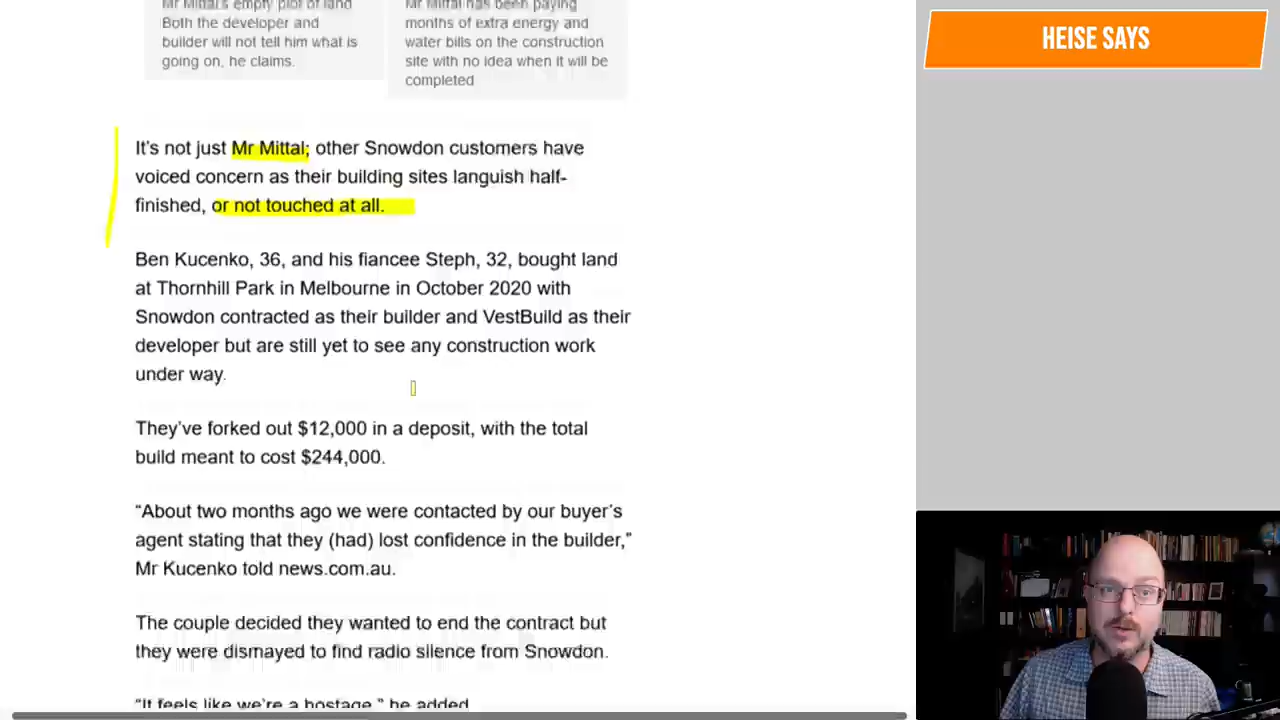 Mr Mittal's empty plot of land
Both the developer and
builder will not tell him what is
going on, he claims.
Mr Mittal has been paying
months of extra energy and
water bills on the construction
site with no idea when it will be
completed
HEISE SAYS
It's not just Mr Mittal; other Snowdon customers have
voiced concern as their building sites languish half-
finished, or not touched at all.
Ben Kucenko, 36, and his fiancee Steph, 32, bought land
at Thornhill Park in Melbourne in October 2020 with
Snowdon contracted as their builder and VestBuild as their
developer but are still yet to see any construction work
under way.
They've forked out $12,000 in a deposit, with the total
build meant to cost $244,000.
“About two months ago we were contacted by our buyer's
agent stating that they (had) lost confidence in the builder,”
Mr Kucenko told news.com.au.
The couple decided they wanted to end the contract but
they were dismayed to find radio silence from Snowdon.
“It feels like we're a hostage,” he added.